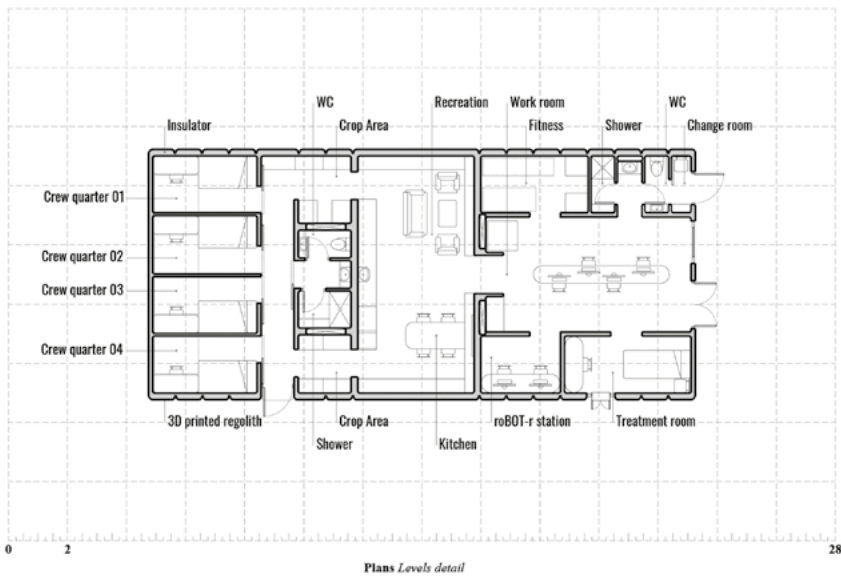 WC
Recreation
Work room
WC
Insulator
Crop Area
Fitness
Shower
Change room
Crew quarter 01
Crew quarter 02
Crew quarter 03
Crew quarter 04
3D printed regolith
Crop Area
roBOT-r station
Treatment room
Shower
Kitchen
0
2
28
Plans Levels detail